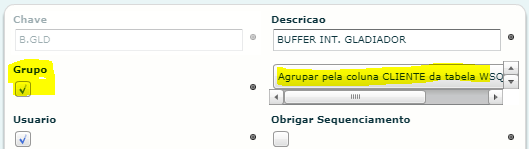 Chave Descricao
B.GLD BUFFER INT. GLADIADOR
Grupo
Agrupar pela coluna CLIENTE da tabela WSQ
Usuario Obrigar Sequenciamento